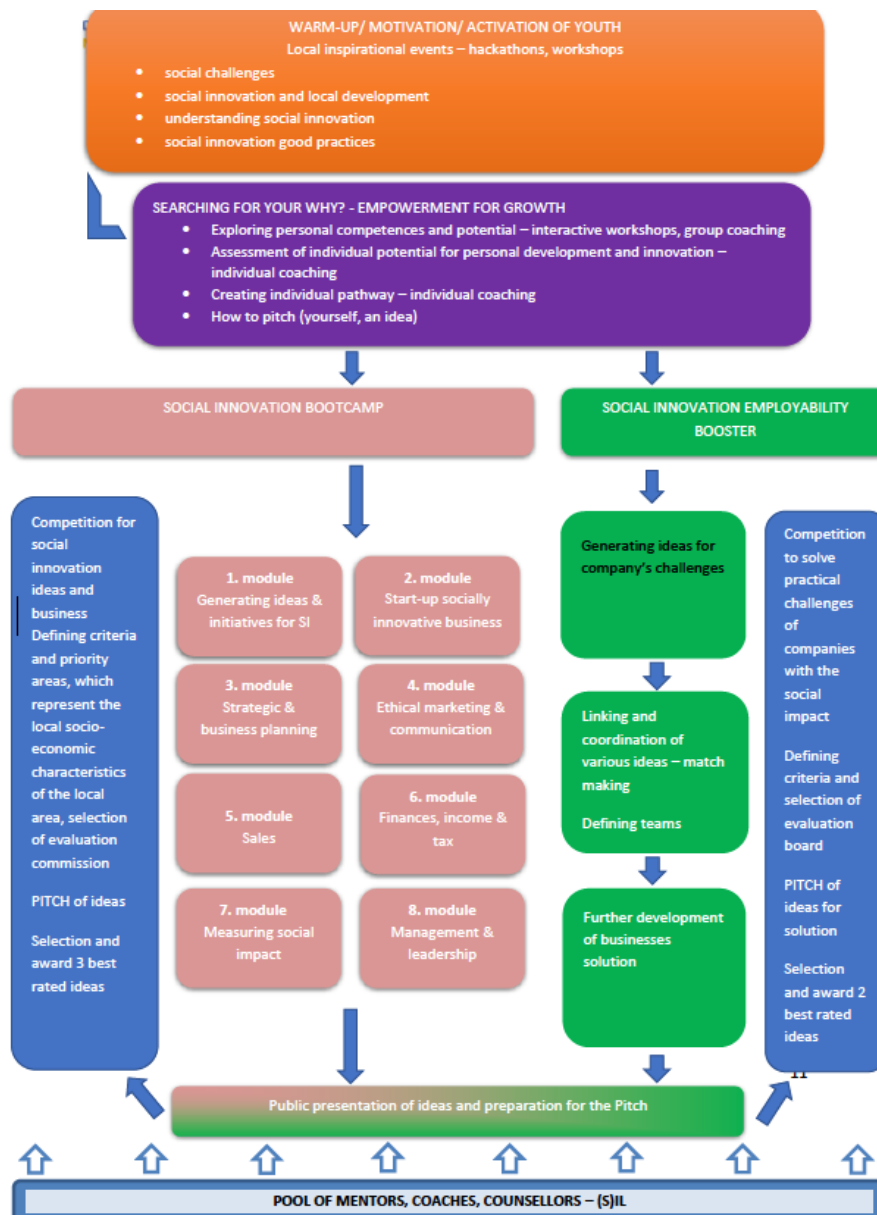 WARM-UP/ MOTIVATION/ ACTIVATION OF YOUTH
Local inspirational events – hackathons, workshops
• social challenges
• social innovation and local development
• understanding social innovation
• social innovation good practices
SEARCHING FOR YOUR WHY? - EMPOWERMENT FOR GROWTH
• Exploring personal competences and potential – interactive workshops, group coaching
• Assessment of individual potential for personal development and innovation –
individual coaching
• Creating individual pathway – individual coaching
• How to pitch (yourself, an idea)
SOCIAL INNOVATION BOOTCAMP
SOCIAL INNOVATION EMPLOYABILITY
BOOSTER
Competition for
social
innovation
ideas and
business
Defining criteria
and priority
areas, which
represent the
local socio-
economic
characteristics
of the local
area, selection
of evaluation
commission
PITCH of ideas
Selection and
award 3 best
rated ideas
1. module
Generating ideas &
initiatives for SI
2. module
Start-up socially
innovative business
3. module
Strategic &
business planning
4. module
Ethical marketing &
communication
5. module
Sales
6. module
Finances, income &
tax
7. module
Measuring social
impact
8. module
Management &
leadership
Generating ideas for
company's challenges
Linking and
coordination of
various ideas – match
making
Defining teams
Further development
of businesses
solution
Competition
to solve
practical
challenges
of
companies
with the
social
impact
Defining
criteria and
selection of
evaluation
board
PITCH of
ideas for
solution
Selection
and award 2
best rated
ideas
11
Public presentation of ideas and preparation for the Pitch
POOL OF MENTORS, COACHES, COUNSELLORS – (S)IL